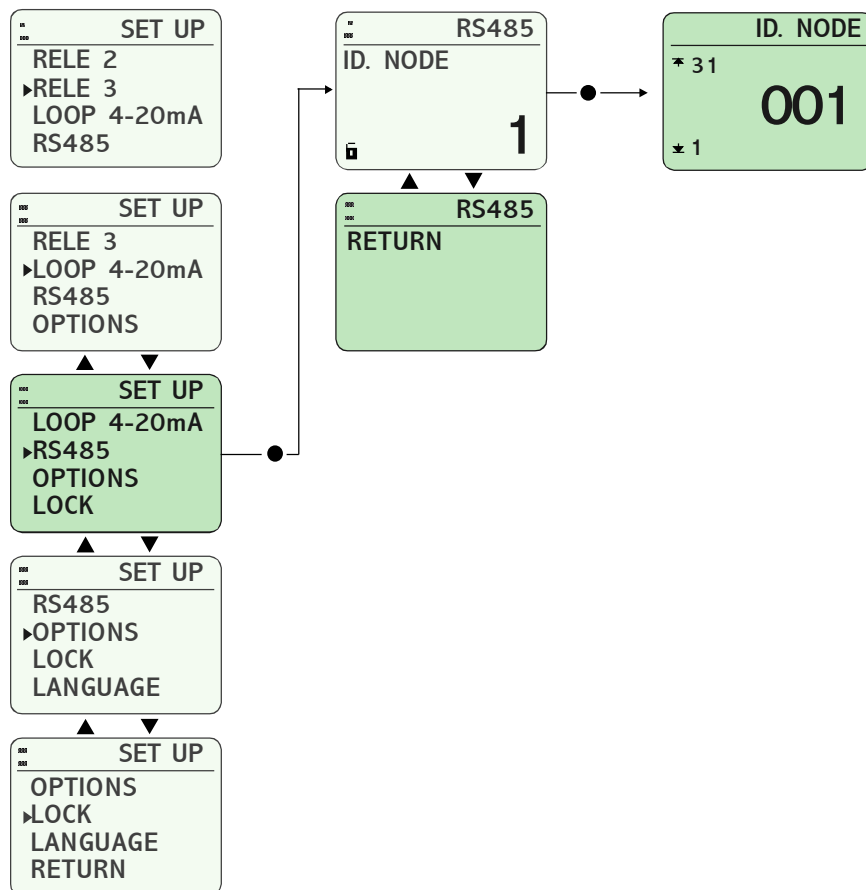 SET UP
RELE 2
RELE 3
LOOP 4-20mA
RS485
SET UP
RELE 3
LOOP 4-20mA
RS485
OPTIONS
SET UP
LOOP 4-20mA
RS485
OPTIONS
LOCK
SET UP
RS485
OPTIONS
LOCK
LANGUAGE
SET UP
OPTIONS
LOCK
LANGUAGE
RETURN
RS485
ID. NODE
1
RS485
RETURN
ID. NODE
31
001
1